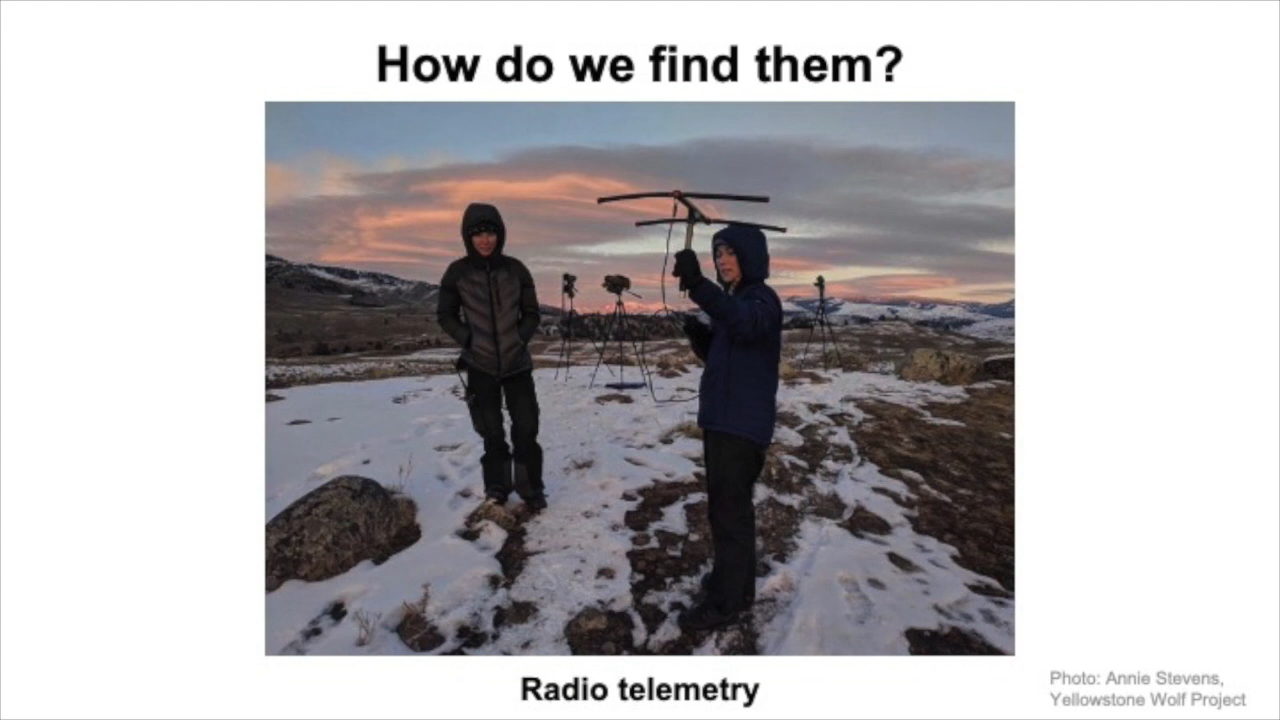 How do we find them?
Radio telemetry
Photo: Annie Stevens,
Yellowstone Wolf Project